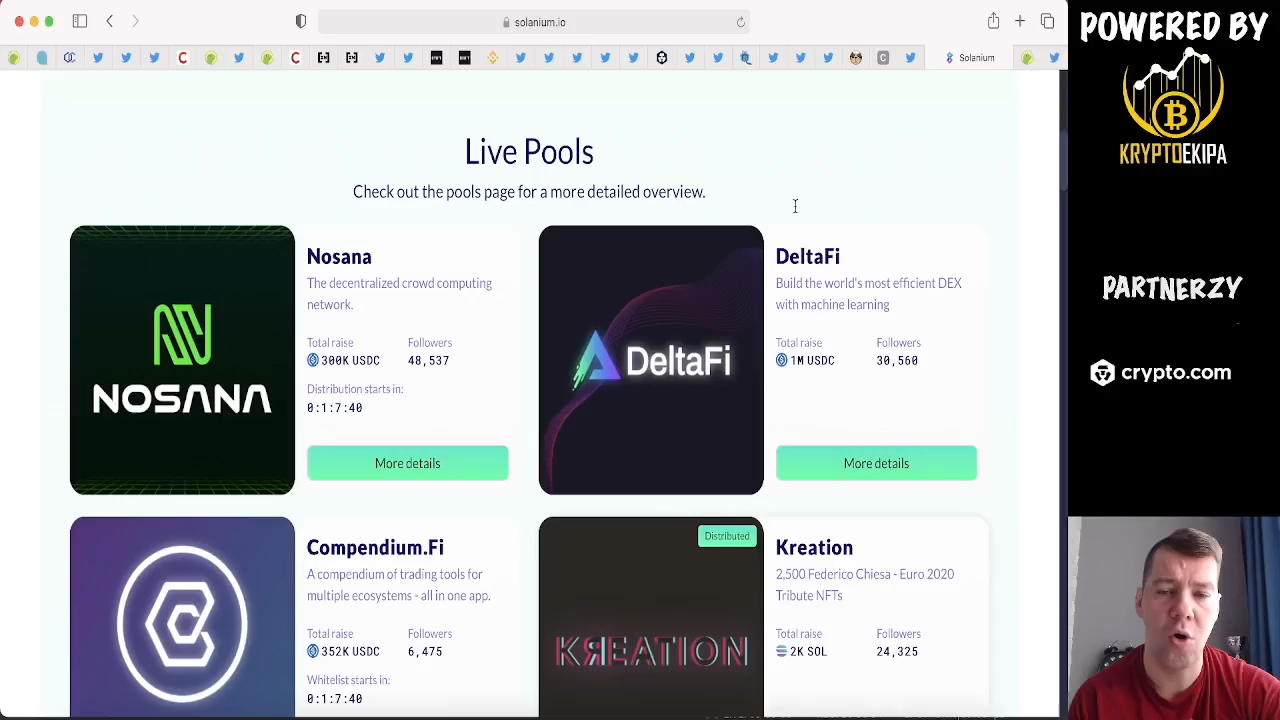 solanium.io
Solanium
POWERED BY
KRYPTOEKIPA
PARTNERZY
crypto.com
Live Pools
Check out the pools page for a more detailed overview.
NOSANA
Nosana
The decentralized crowd computing
network.
Total raise Followers
300K USDC 48,537
Distribution starts in:
0:1:7:40
More details
DeltaFi
DeltaFi
Build the world's most efficient DEX
with machine learning
Total raise Followers
1M USDC 30,560
More details
Compendium.Fi
A compendium of trading tools for
multiple ecosystems - all in one app.
Total raise Followers
352K USDC 6,475
Whitelist starts in:
0:1:7:40
Distributed
KREATION
Kreation
2,500 Federico Chiesa - Euro 2020
Tribute NFTs
Total raise Followers
2K SOL 24,325